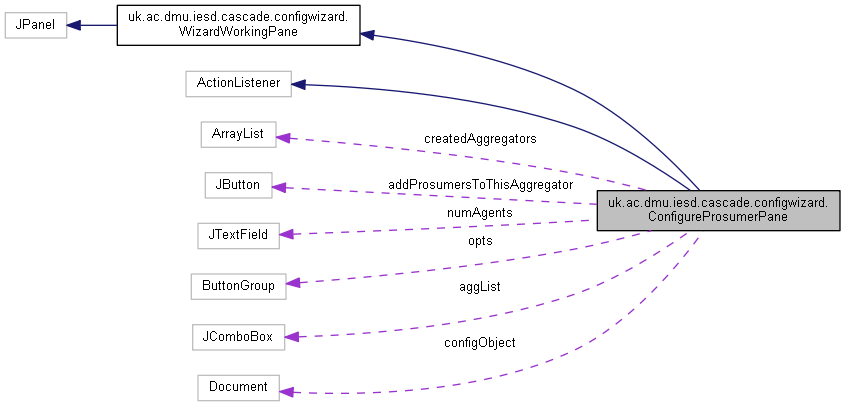 JPanel
uk.ac.dmu.iesd.cascade.configwizard.
WizardWorkingPane
ActionListener
ArrayList
createdAggregators
JButton
addProsumersToThisAggregator
uk.ac.dmu.iesd.cascade.configwizard.
ConfigureProsumerPane
numAgents
JTextField
opts
ButtonGroup
aggList
JComboBox
configObject
Document